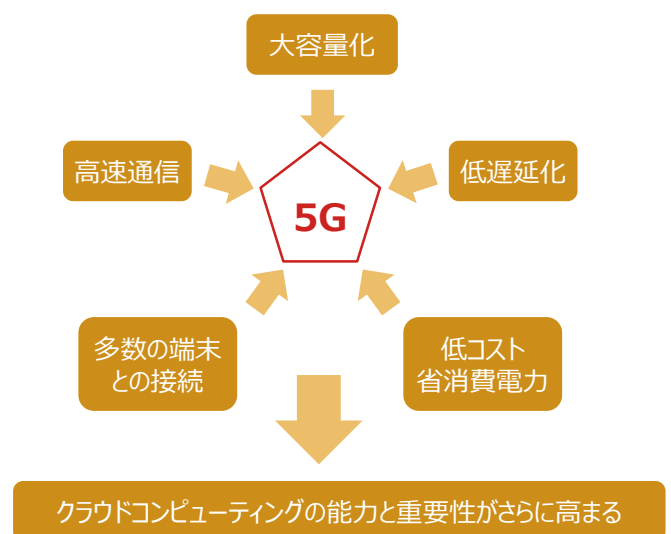 大容量化
高速通信
低遅延化
5G
多数の端末
との接続
低コスト
省消費電力
クラウドコンピューティングの能力と重要性がさらに高まる